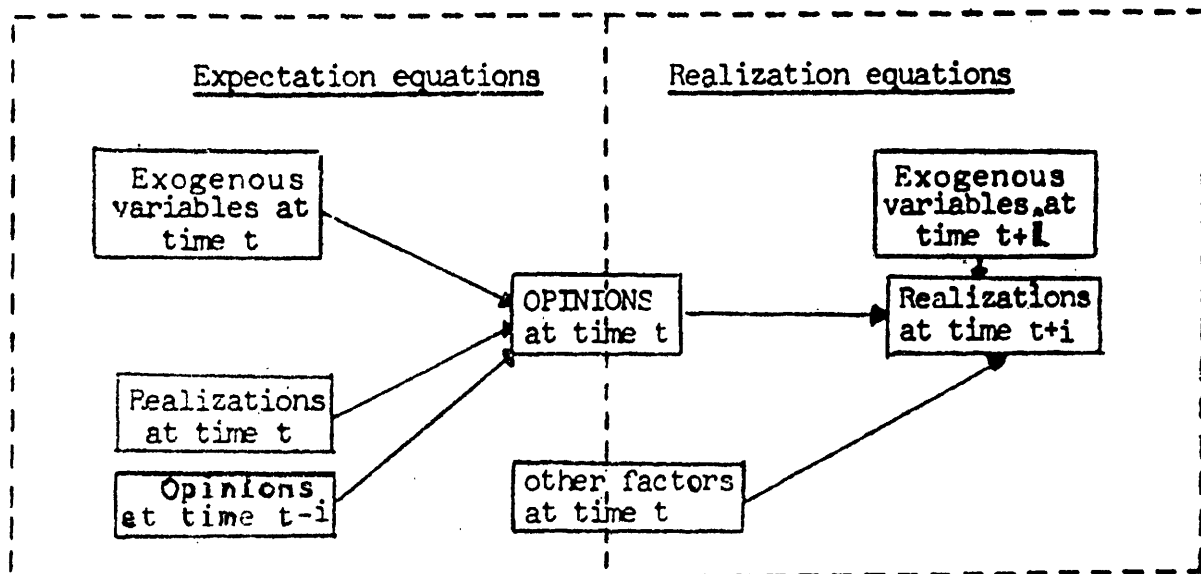 Expectation equations
Realization equations
Exogenous
variables at
time t
Exogenous
variables at
time
Realizations
at time t
Opinions
at time t-i
OPINIONS
at time t
Realizations
at time t+i
other factors
at time t